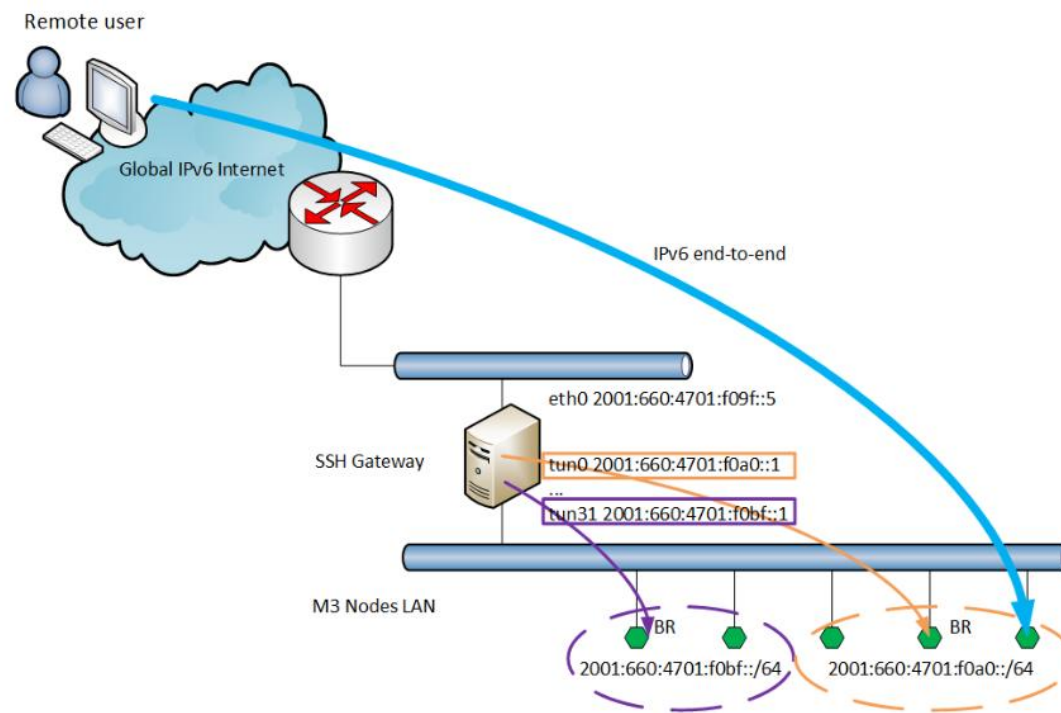 Remote user
Global IPv6 Internet
IPv6 end-to-end
eth0 2001:660:4701:f09f::5
SSH Gateway
tun0 2001:660:4701:f0a0::1
...
tun31 2001:660:4701:f0bf::1
M3 Nodes LAN
BR
BR
2001:660:4701:f0bf::/64
2001:660:4701:f0a0::/64